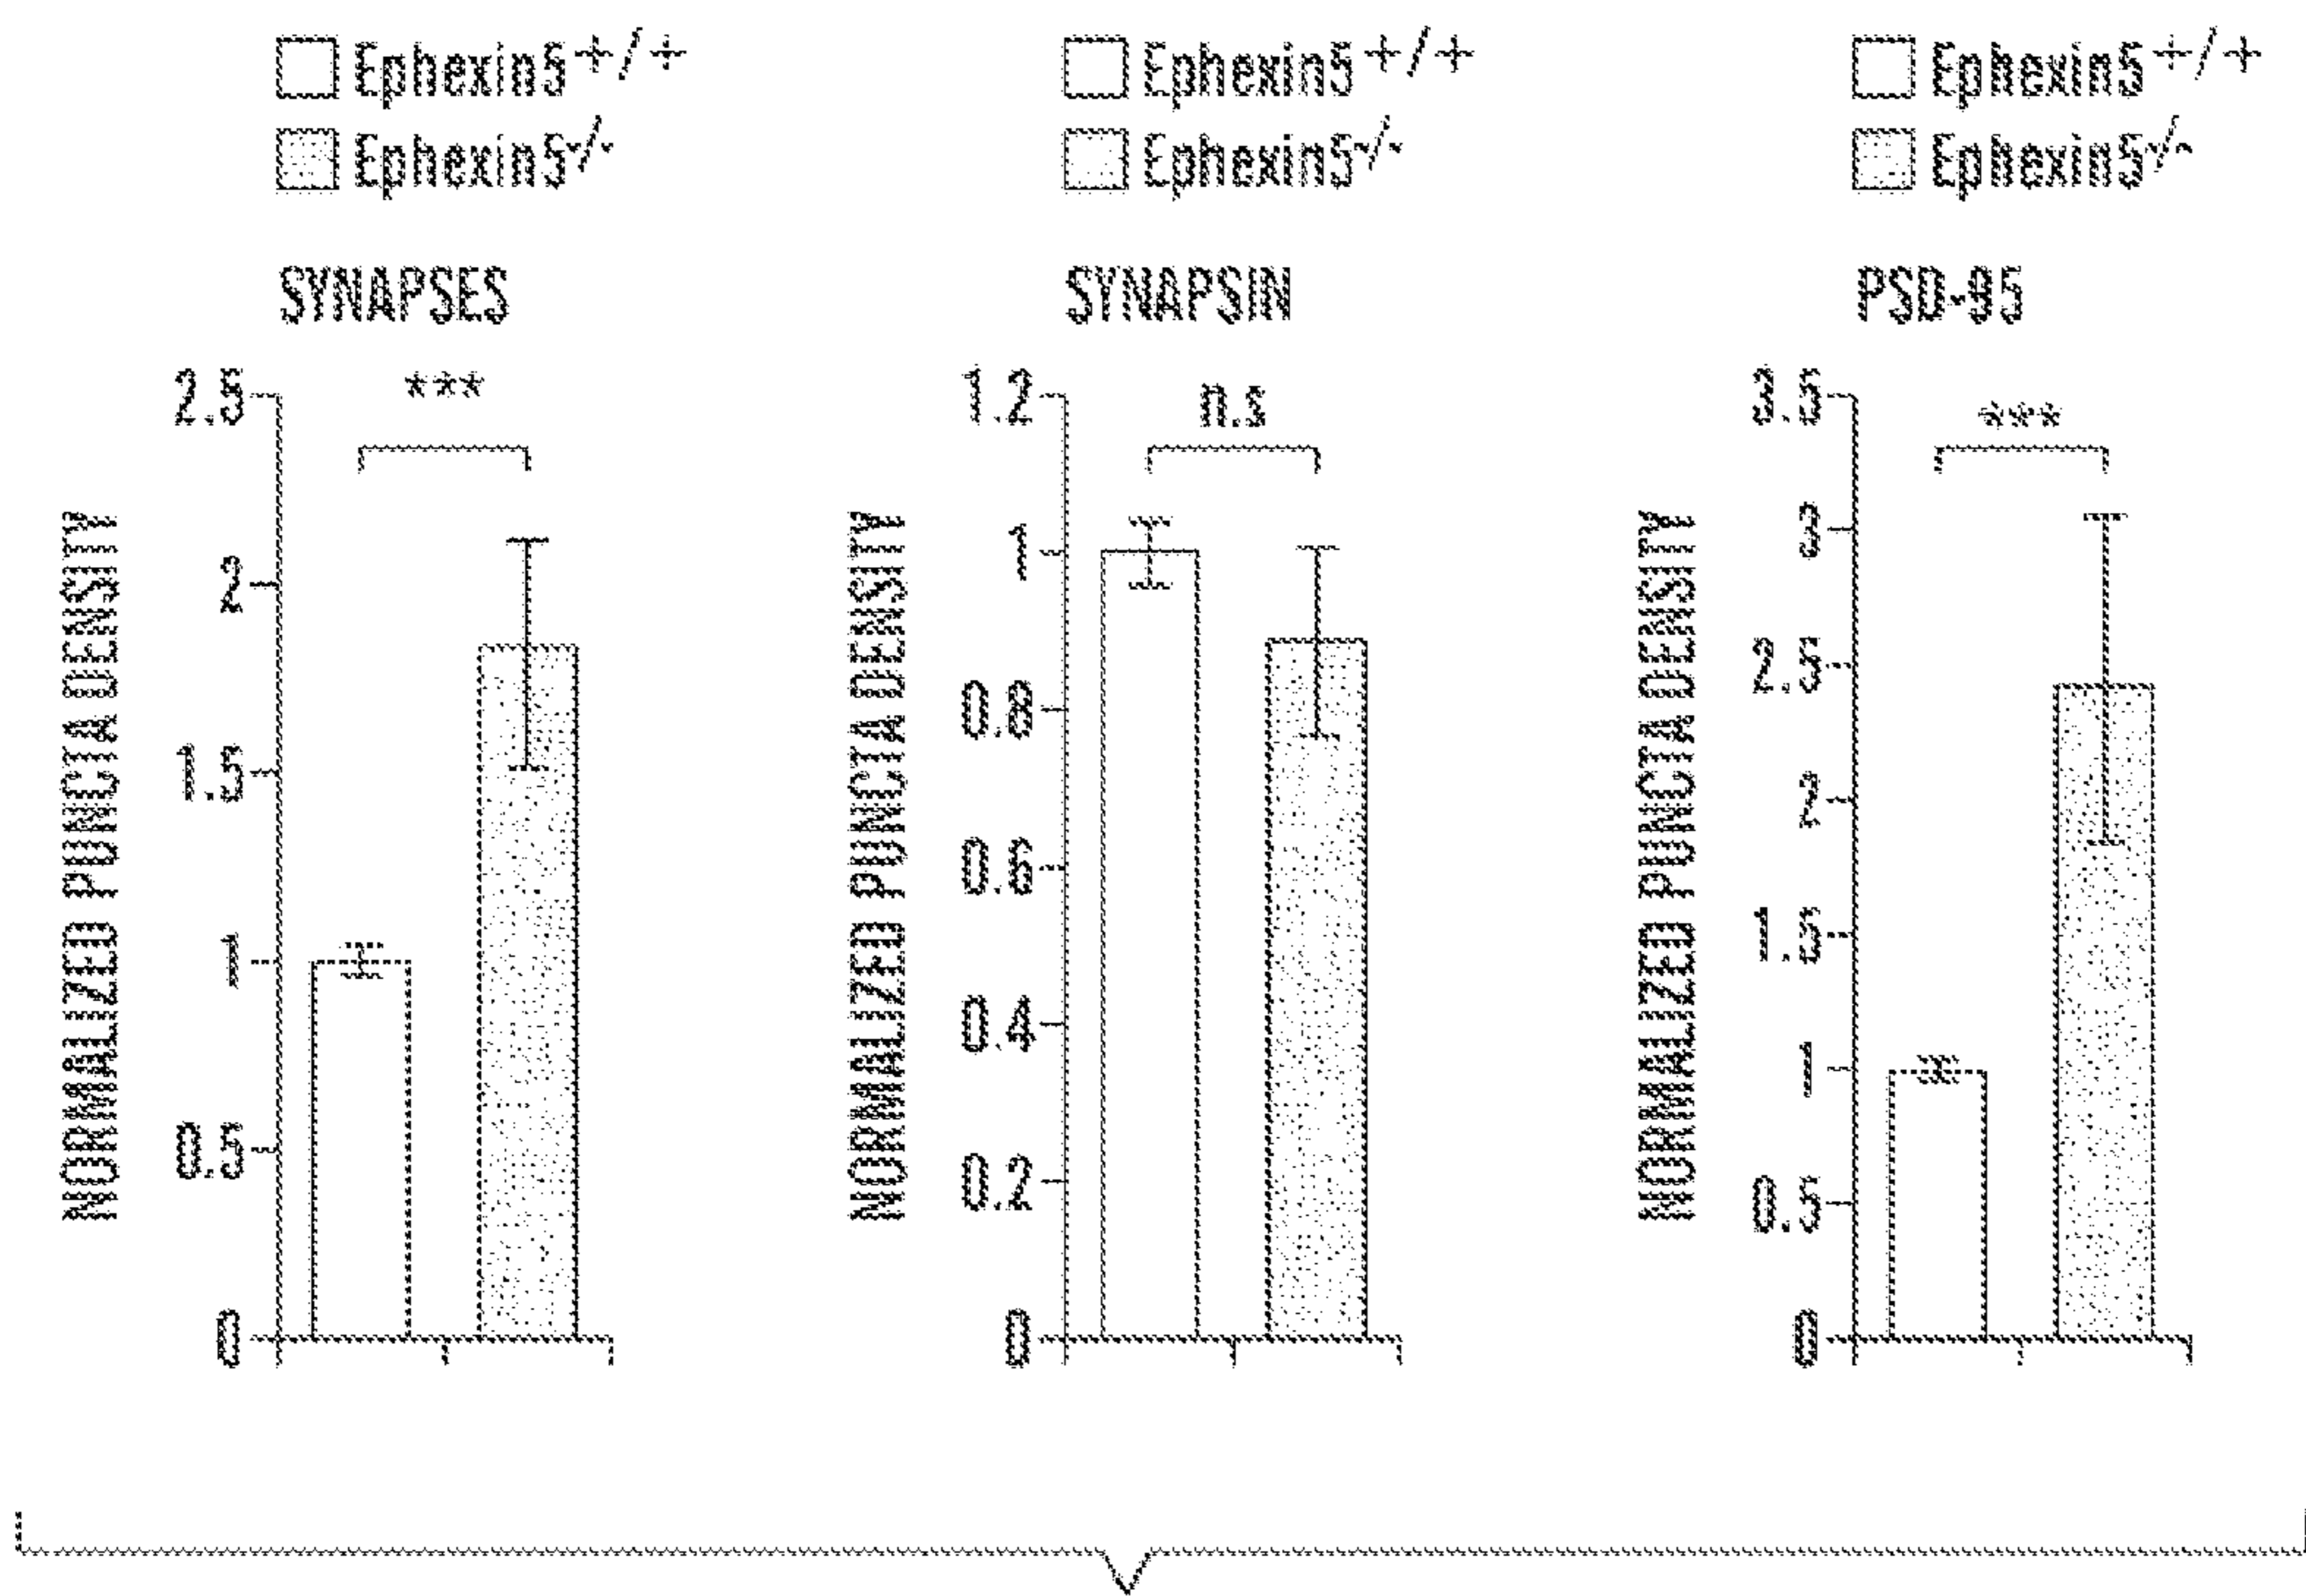 Ephexin5+/+
Ephexin5-/-
SYNAPSES
***
NORMALIZED PUNCTA DENSITY
2.5
2
1.5
1
0.5
0
Ephexin5+/+
Ephexin5-/-
SYNAPSIN
n.s
NORMALIZED PUNCTA DENSITY
1.2
1
0.8
0.6
0.4
0.2
0
Ephexin5+/+
Ephexin5-/-
PSD-95
***
NORMALIZED PUNCTA DENSITY
3.5
3
2.5
2
1.5
1
0.5
0